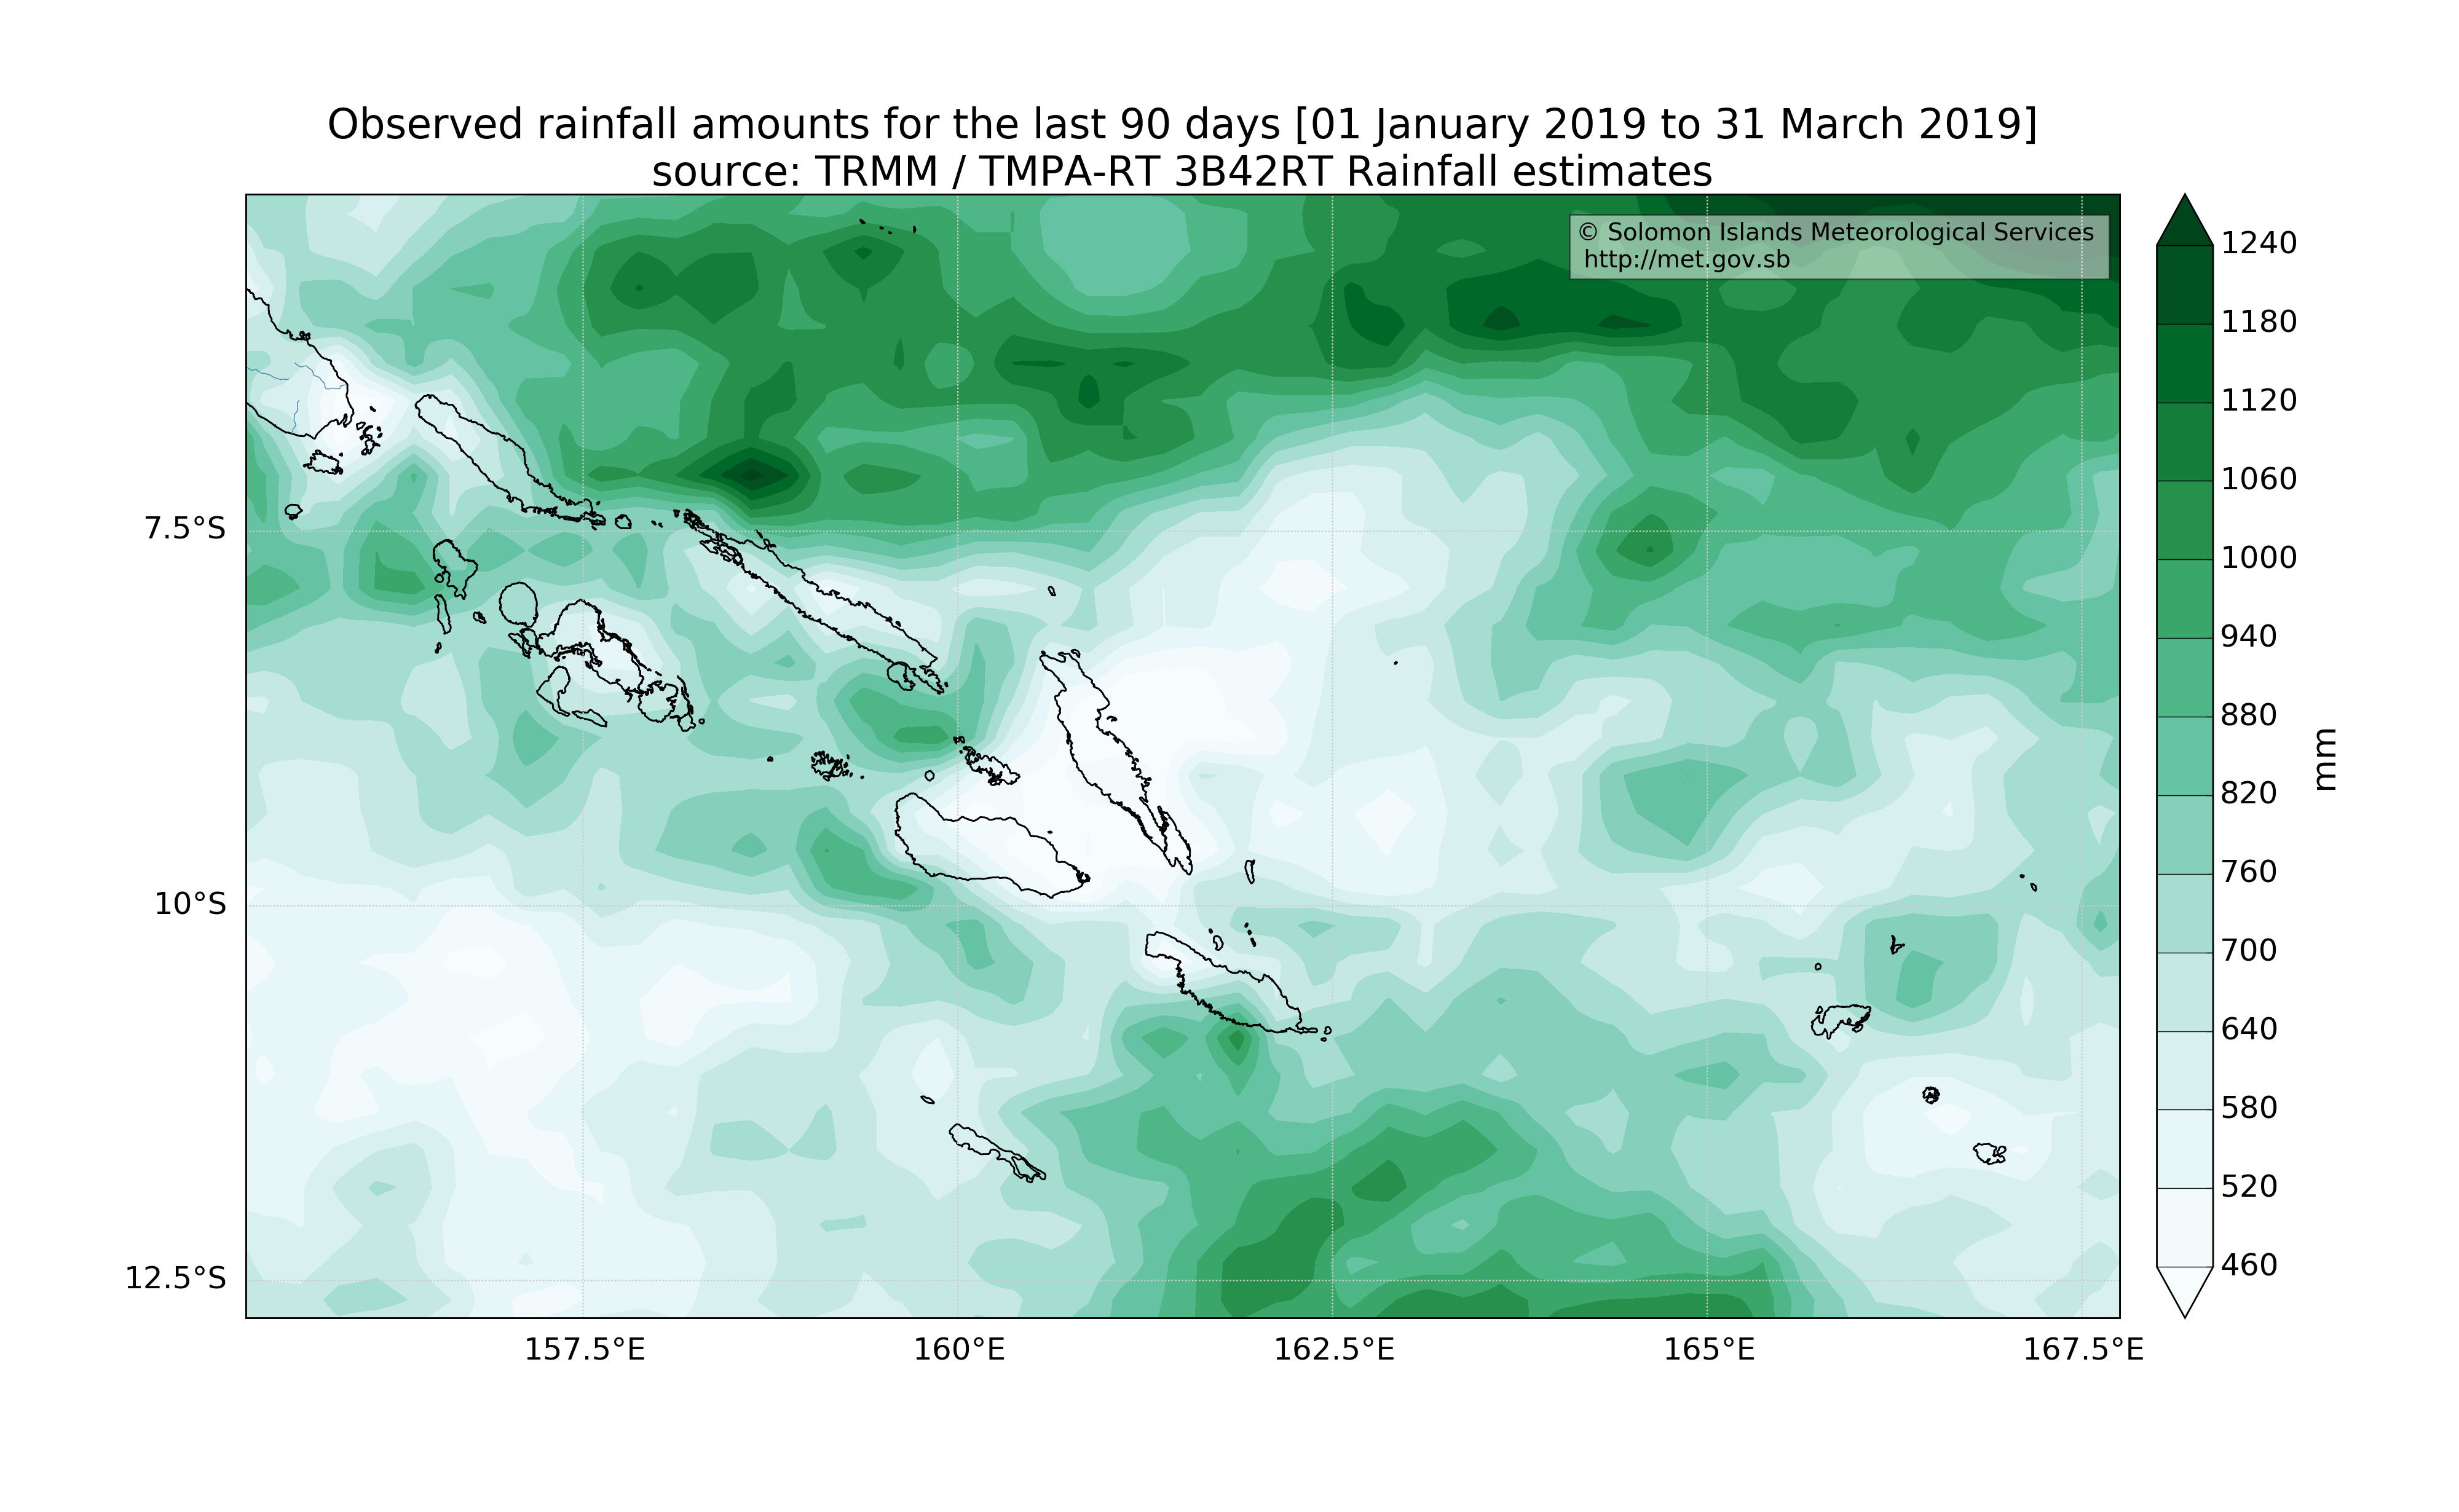 Observed rainfall amounts for the last 90 days [01 January 2019 to 31 March 2019]
source: TRMM / TMPA-RT 3B42RT Rainfall estimates
© Solomon Islands Meteorological Services
http://met.gov.sb
7.5°S
10°S
12.5°S
157.5°E
160°E
162.5°E
165°E
167.5°E
1240
1180
1120
1060
1000
940
880
820
760
700
640
580
520
460
mm